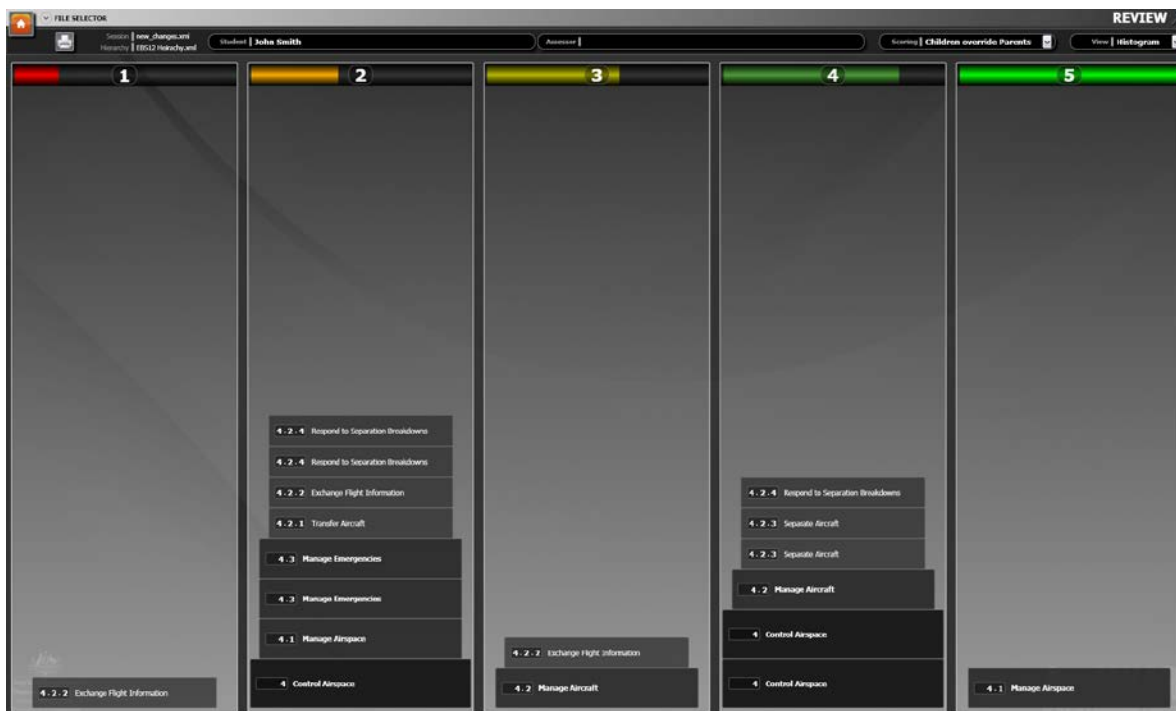 FILE SELECTOR
REVIEW
Session new_changes.xml
Hierarchy EBS12 Heirachy.xml
Student John Smith
Assessor
Scoring Children override Parents
View Histogram
1
2
3
4
5
4.2.2 Exchange Flight Information
4.2.4 Respond to Separation Breakdowns
4.2.4 Respond to Separation Breakdowns
4.2.2 Exchange Flight Information
4.2.1 Transfer Aircraft
4.3 Manage Emergencies
4.3 Manage Emergencies
4.1 Manage Airspace
4 Control Airspace
4.2.2 Exchange Flight Information
4.2 Manage Aircraft
4.2.4 Respond to Separation Breakdowns
4.2.3 Separate Aircraft
4.2.3 Separate Aircraft
4.2 Manage Aircraft
4 Control Airspace
4 Control Airspace
4.1 Manage Airspace